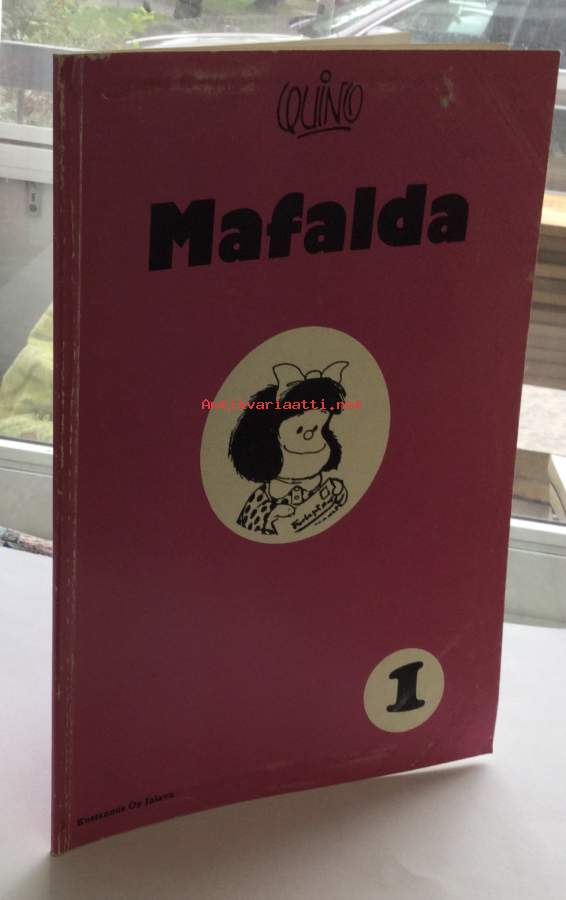 QUINO
Mafalda
Antikvariaatti.net
1
Kustannus Oy Jalava